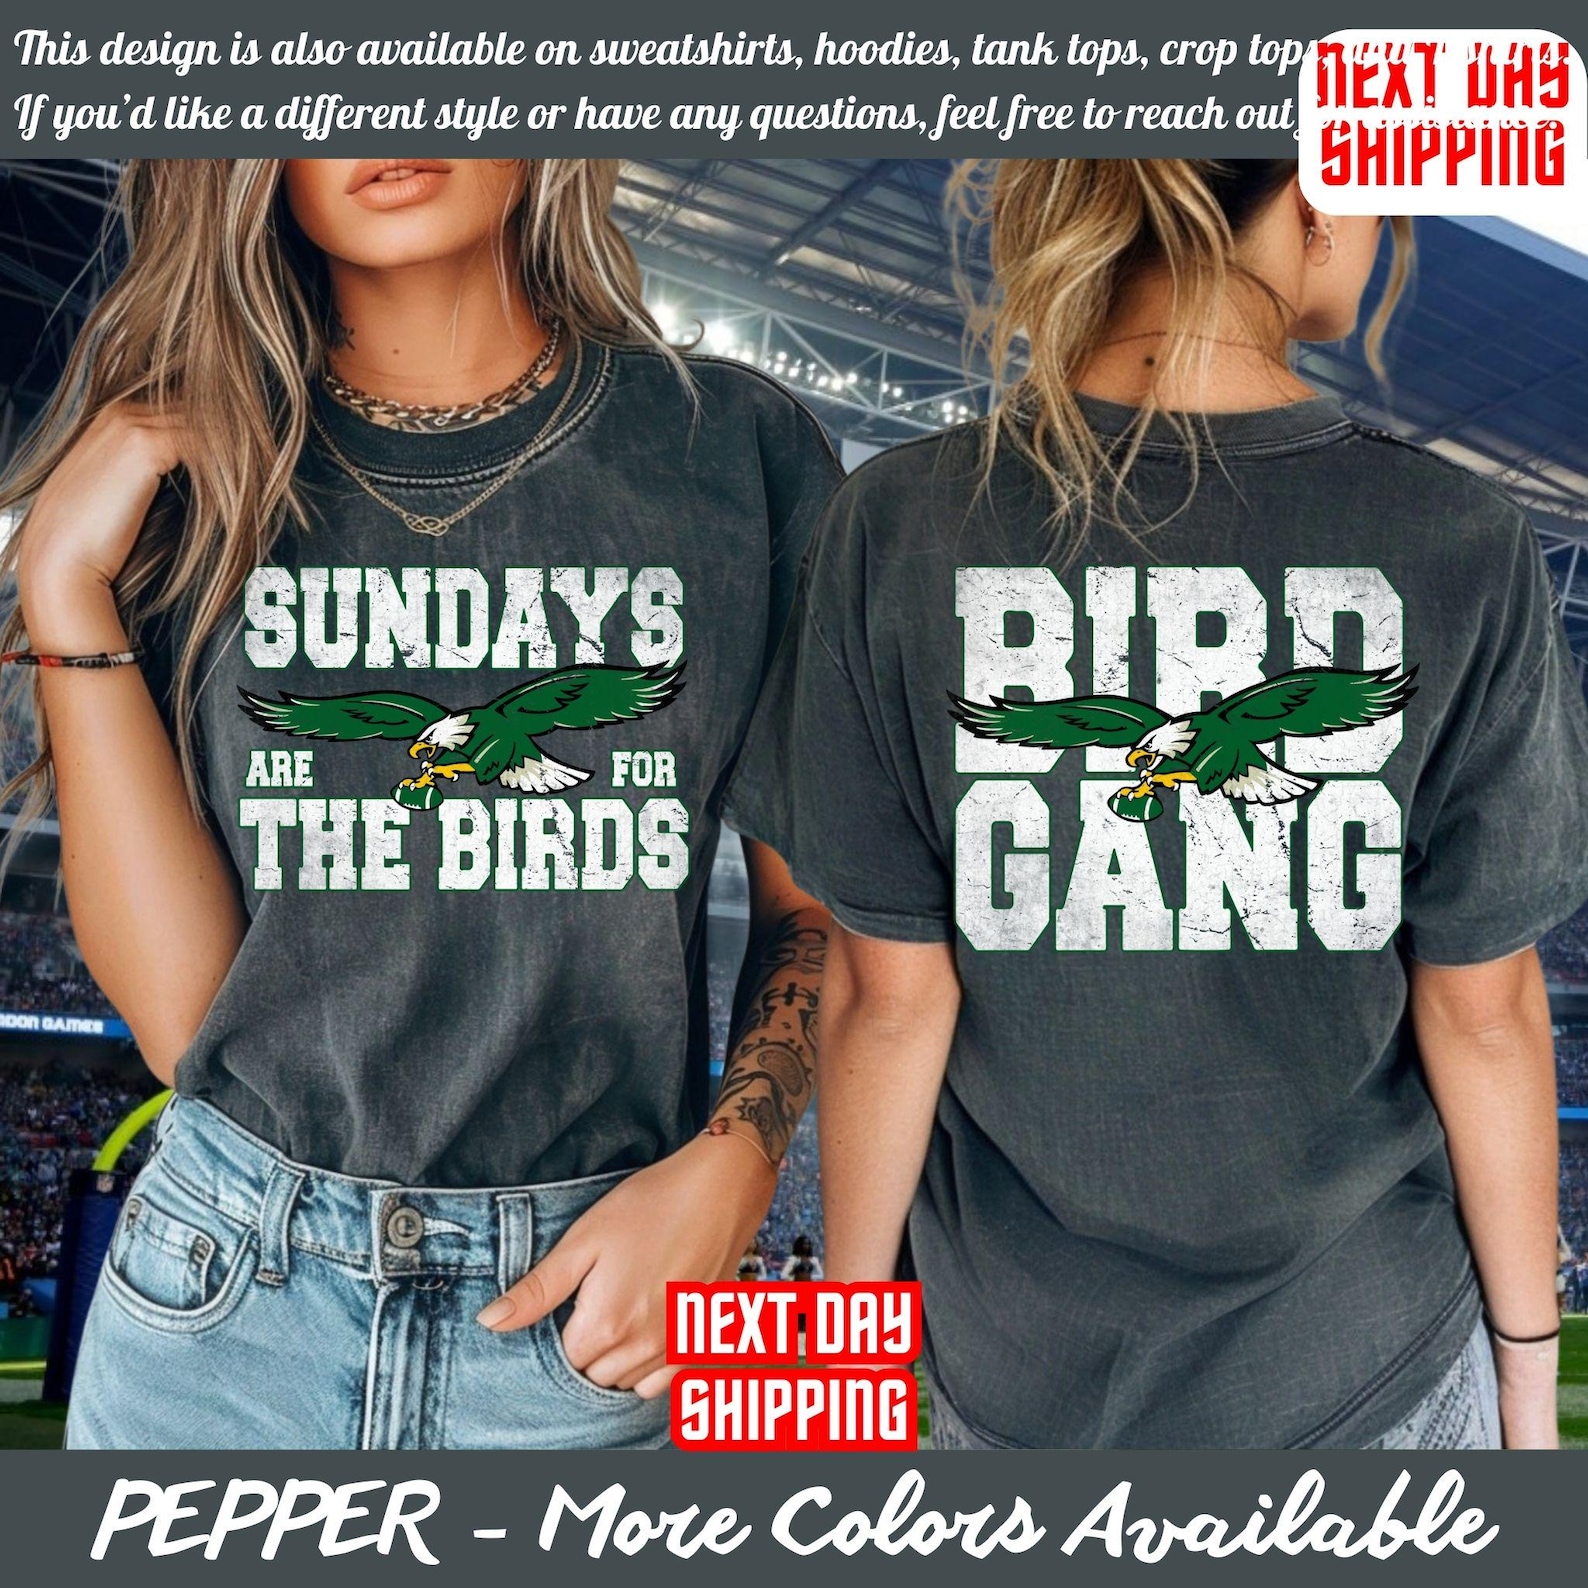 This design is also available on sweatshirts, hoodies, tank tops, crop tops,
If you'd like a different style or have any questions, feel free to reach out
NEXT DAY
SHIPPING
SUNDAYS
ARE FOR
THE BIRDS
BIRD
GANG
DON GAMES
NEXT DAY
SHIPPING
PEPPER - More Colors Available